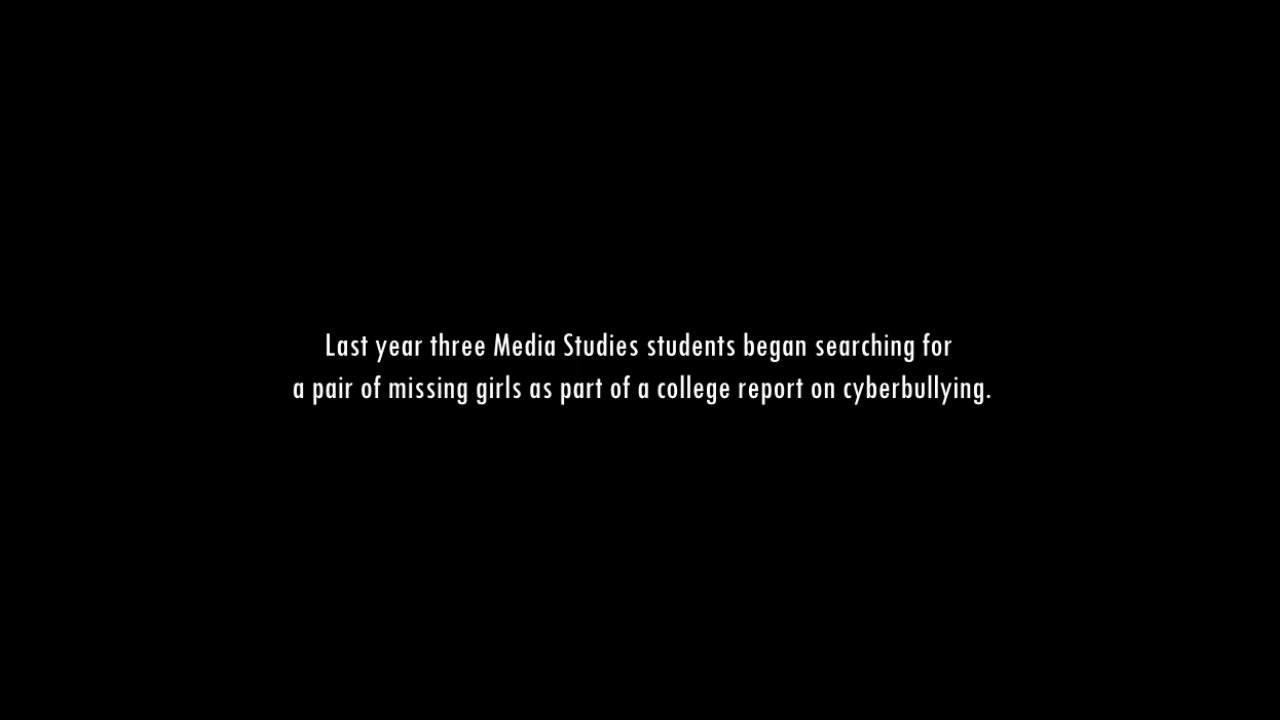 Last year three Media Studies students began searching for
a pair of missing girls as part of a college report on cyberbullying.